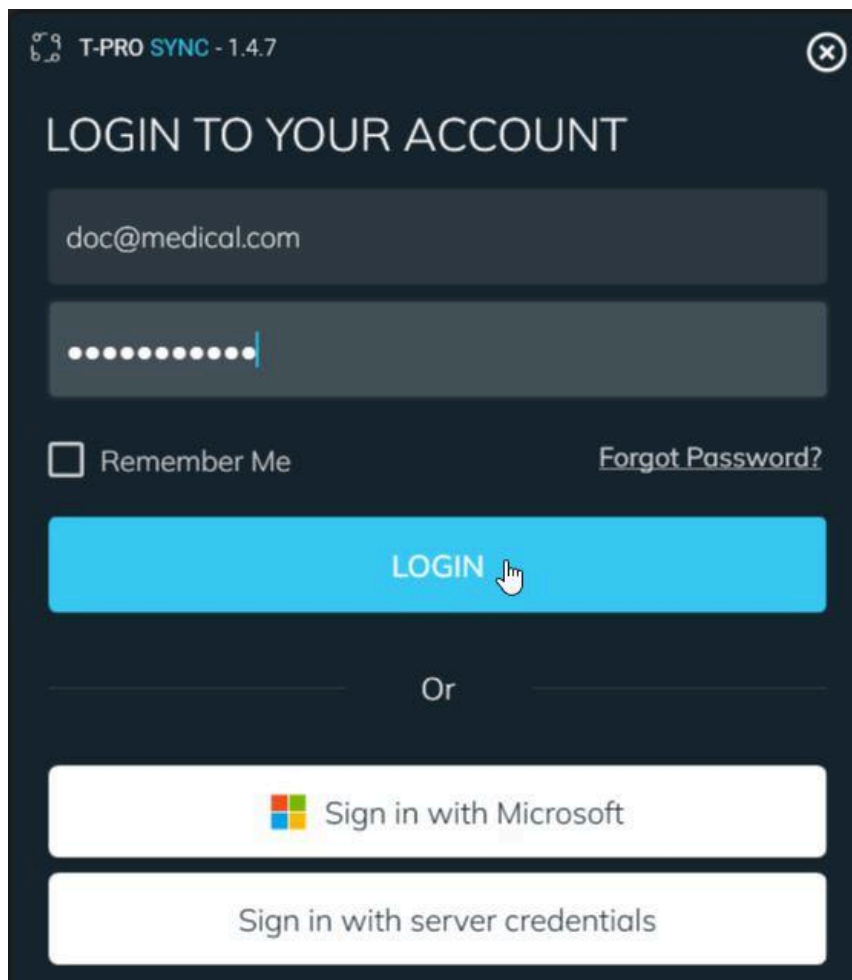 T-PRO SYNC - 1.4.7
LOGIN TO YOUR ACCOUNT
doc@medical.com
●●●●●●●●●●●
Remember Me
Forgot Password?
LOGIN
Or
Sign in with Microsoft
Sign in with server credentials